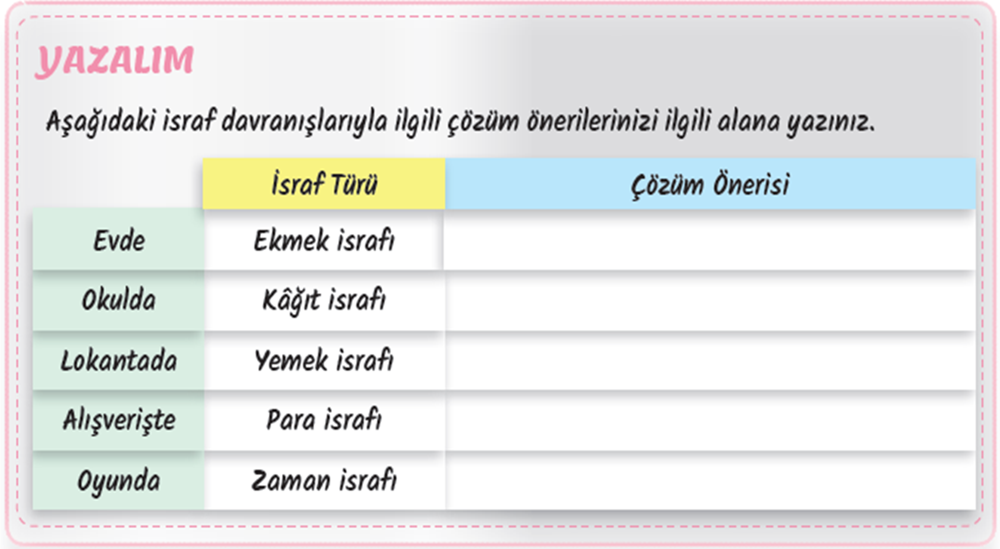 YAZALIM
Aşağıdaki israf davranışlarıyla ilgili çözüm önerilerinizi ilgili alana yazınız.
İsraf Türü Çözüm Önerisi
Evde Ekmek israfı
Okulda Kâğıt israfı
Lokantada Yemek israfı
Alışverişte Para israfı
Oyunda Zaman israfı